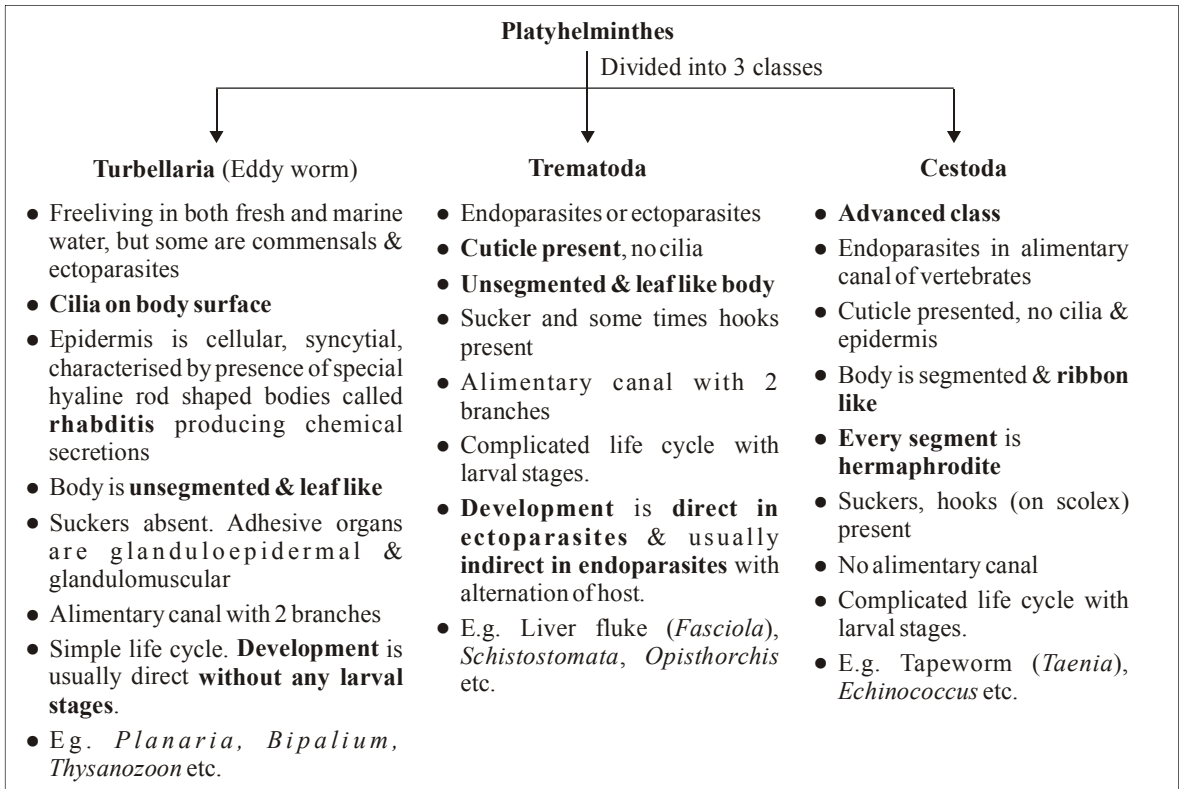 Platyhelminthes
Divided into 3 classes
Turbellaria (Eddy worm)
● Freeliving in both fresh and marine
water, but some are commensals &
ectoparasites
● Cilia on body surface
● Epidermis is cellular, syncytial,
characterised by presence of special
hyaline rod shaped bodies called
rhabditis producing chemical
secretions
● Body is unsegmented & leaf like
● Suckers absent. Adhesive organs
are glanduloepidermal &
glandulomuscular
● Alimentary canal with 2 branches
● Simple life cycle. Development is
usually direct without any larval
stages.
● Eg. Planaria, Bipalium,
Thysanozoon etc.
Trematoda
● Endoparasites or ectoparasites
● Cuticle present, no cilia
● Unsegmented & leaf like body
● Sucker and some times hooks
present
● Alimentary canal with 2
branches
● Complicated life cycle with
larval stages.
● Development is direct in
ectoparasites & usually
indirect in endoparasites with
alternation of host.
● E.g. Liver fluke (Fasciola),
Schistostomata, Opisthorchis
etc.
Cestoda
● Advanced class
● Endoparasites in alimentary
canal of vertebrates
● Cuticle presented, no cilia &
epidermis
● Body is segmented & ribbon
like
● Every segment is
hermaphrodite
● Suckers, hooks (on scolex)
present
● No alimentary canal
● Complicated life cycle with
larval stages.
● E.g. Tapeworm (Taenia),
Echinococcus etc.